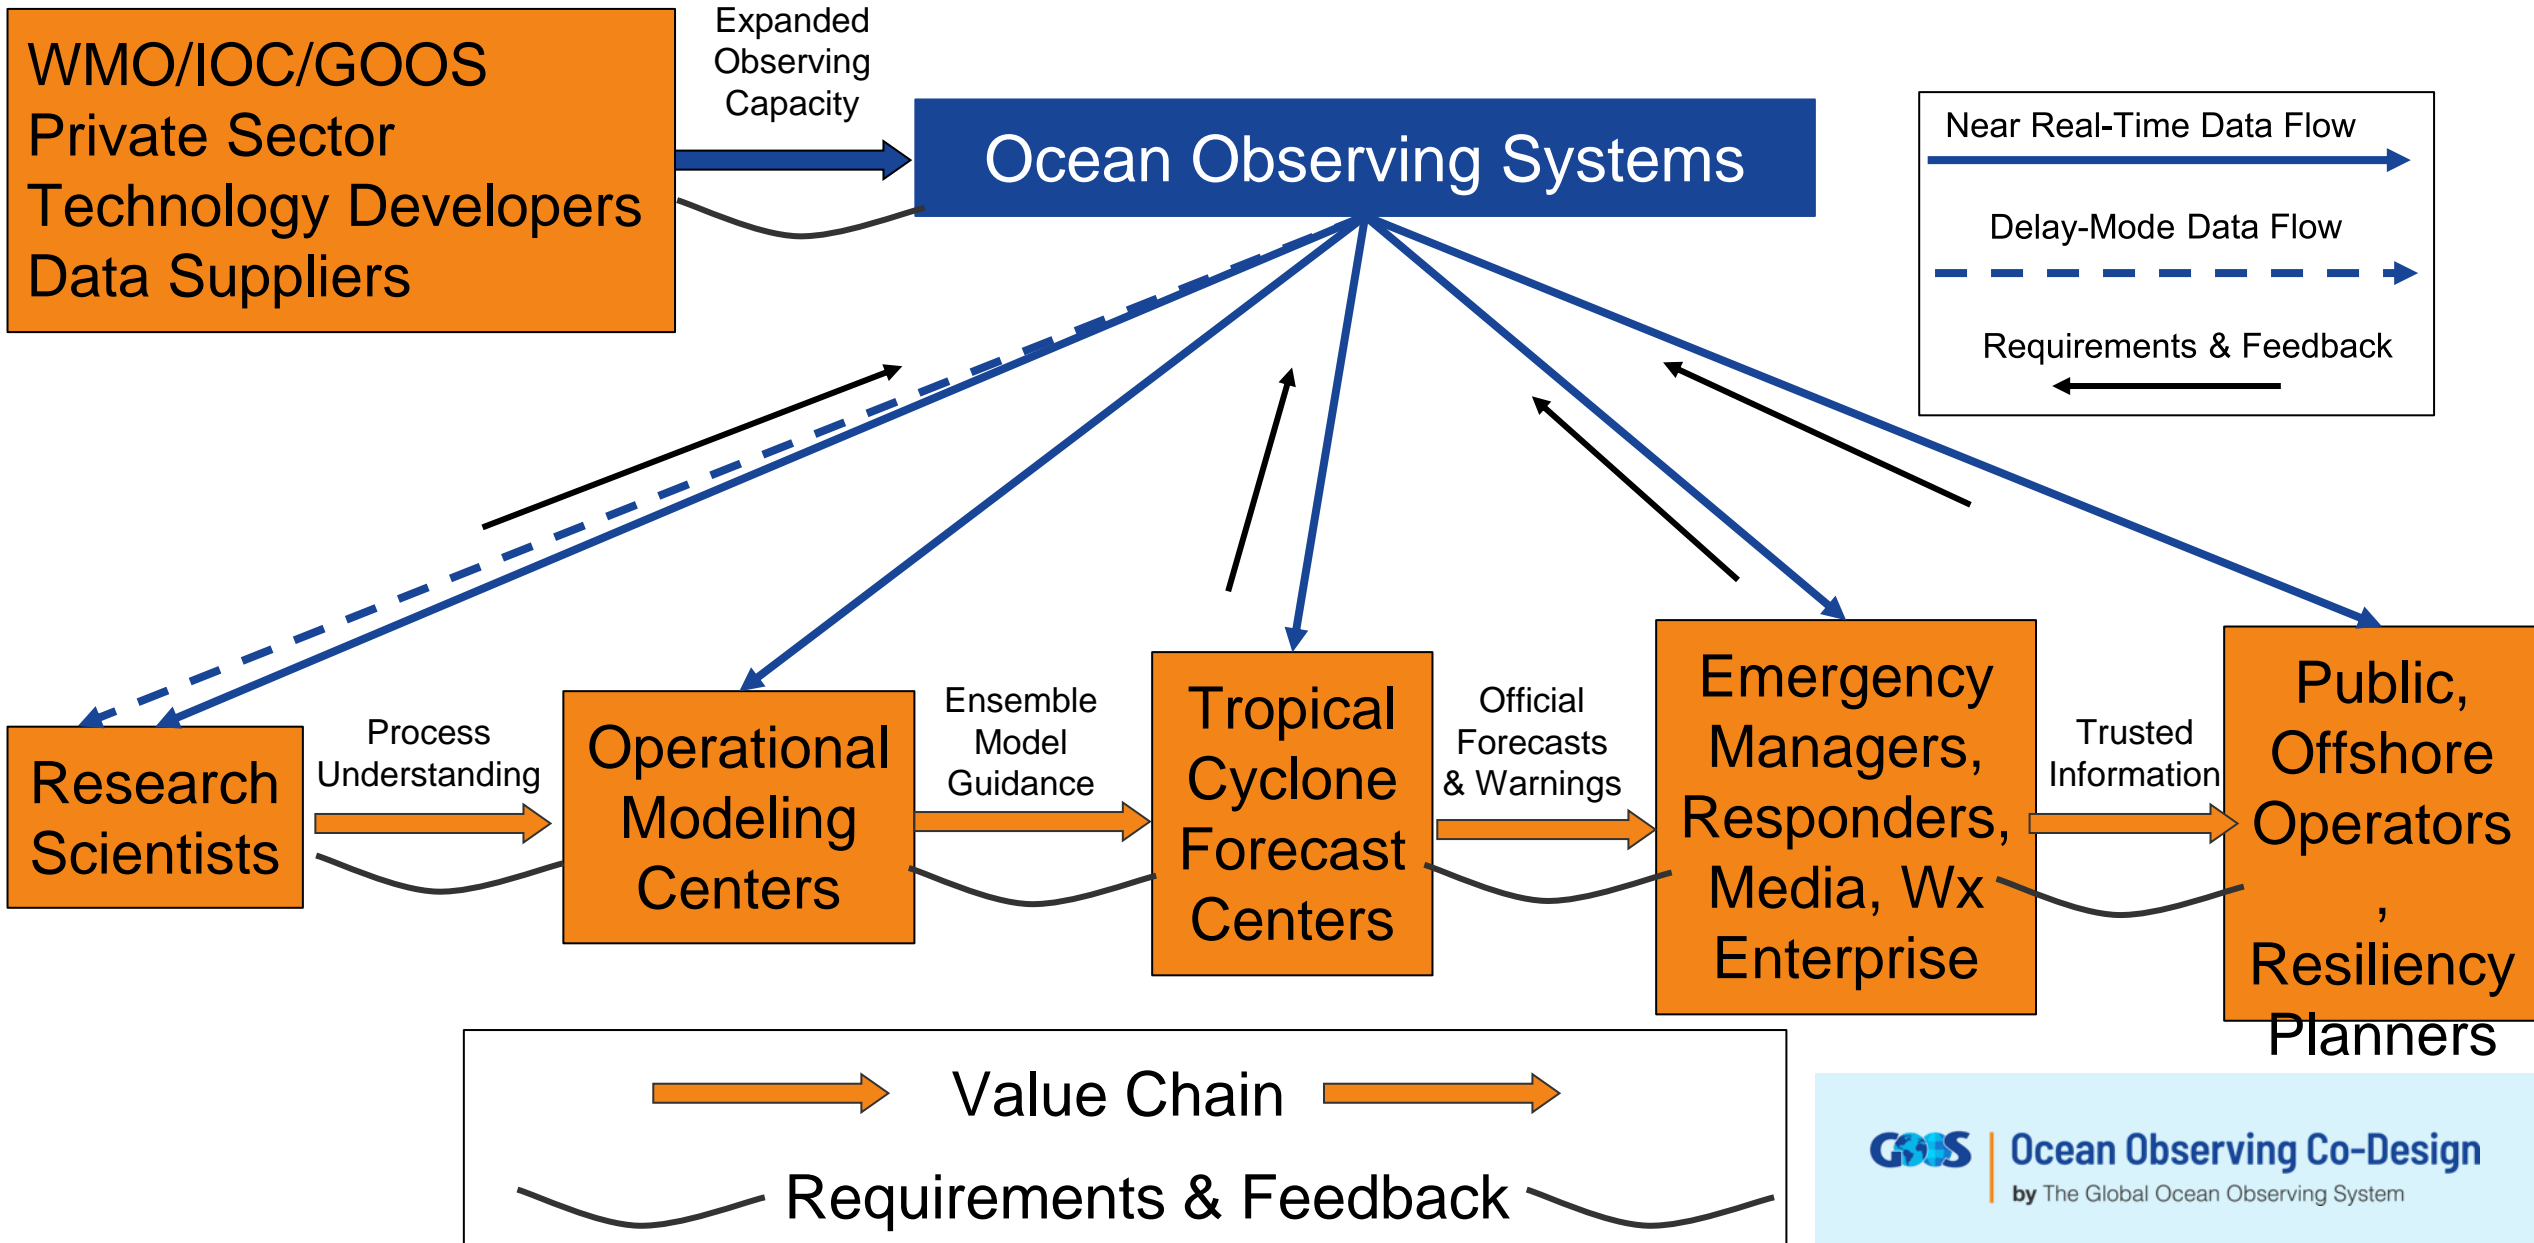 WMO/IOC/GOOS
Private Sector
Technology Developers
Data Suppliers
Expanded
Observing
Capacity
Ocean Observing Systems
Near Real-Time Data Flow
Delay-Mode Data Flow
Requirements & Feedback
Research
Scientists
Process
Understanding
Operational
Modeling
Centers
Ensemble
Model
Guidance
Tropical
Cyclone
Forecast
Centers
Official
Forecasts
& Warnings
Emergency
Managers,
Responders,
Media, Wx
Enterprise
Trusted
Information
Public,
Offshore
Operators
,
Resiliency
Planners
Value Chain
Requirements & Feedback
GOOS
Ocean Observing Co-Design
by The Global Ocean Observing System